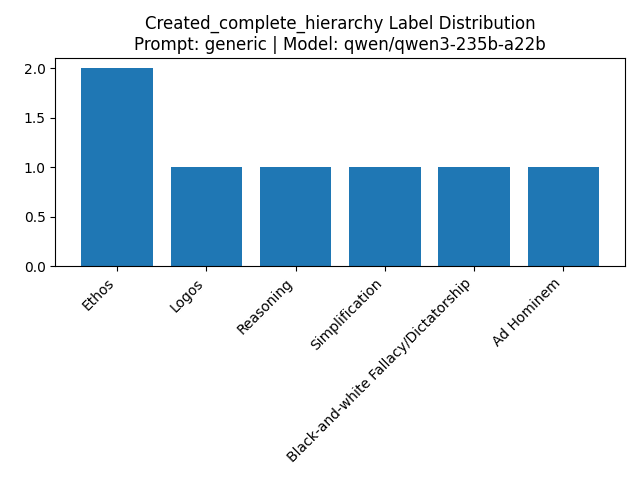 Created_complete_hierarchy Label Distribution
Prompt: generic | Model: qwen/qwen3-235b-a22b
2.0
1.5
1.0
0.5
0.0
Ethos
Logos
Reasoning
Simplification
Black-and-white Fallacy/Dictatorship
Ad Hominem